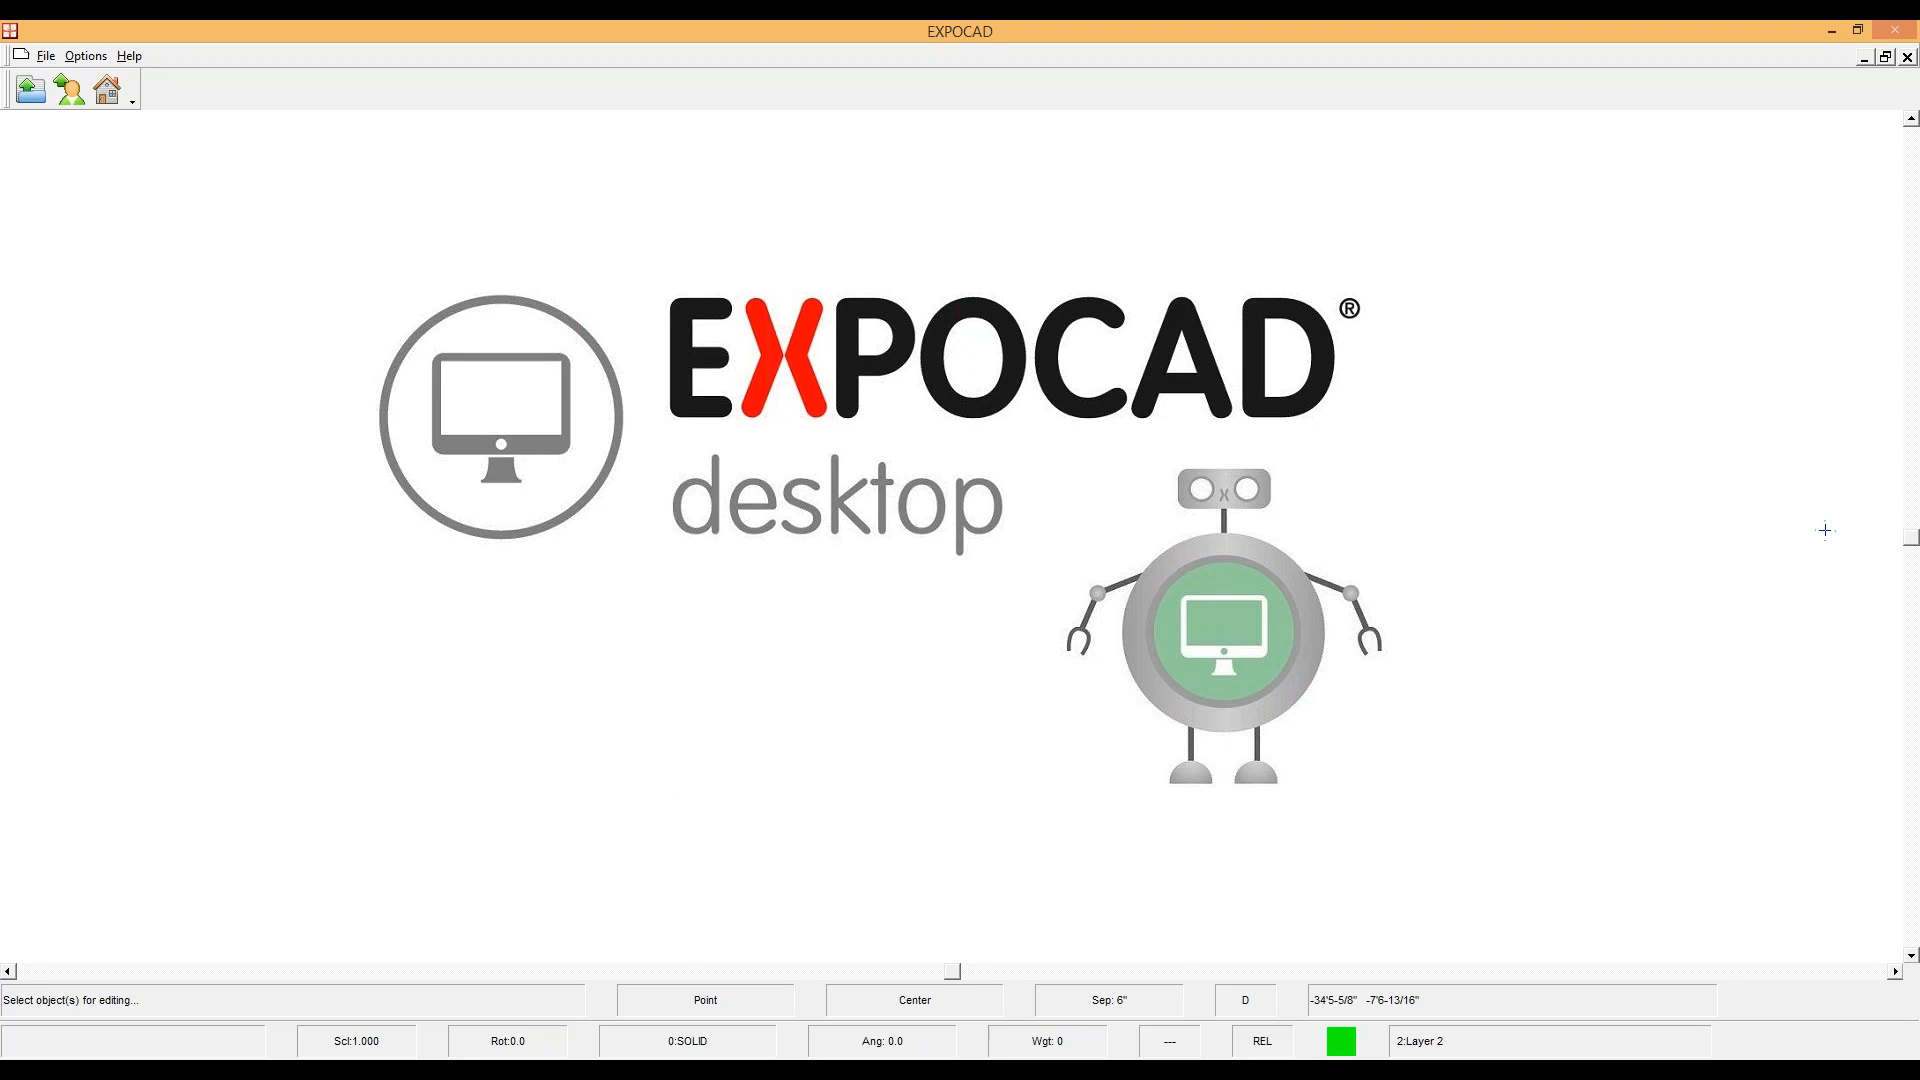 EXPOCAD
File Options Help
EXPOCAD®
desktop
Select object(s) for editing...
Point
Center
Sep: 6"
D
-34'5-5/8" -7'6-13/16"
Scl:1.000
Rot:0.0
0:SOLID
Ang: 0.0
Wgt: 0
---
REL
2:Layer 2